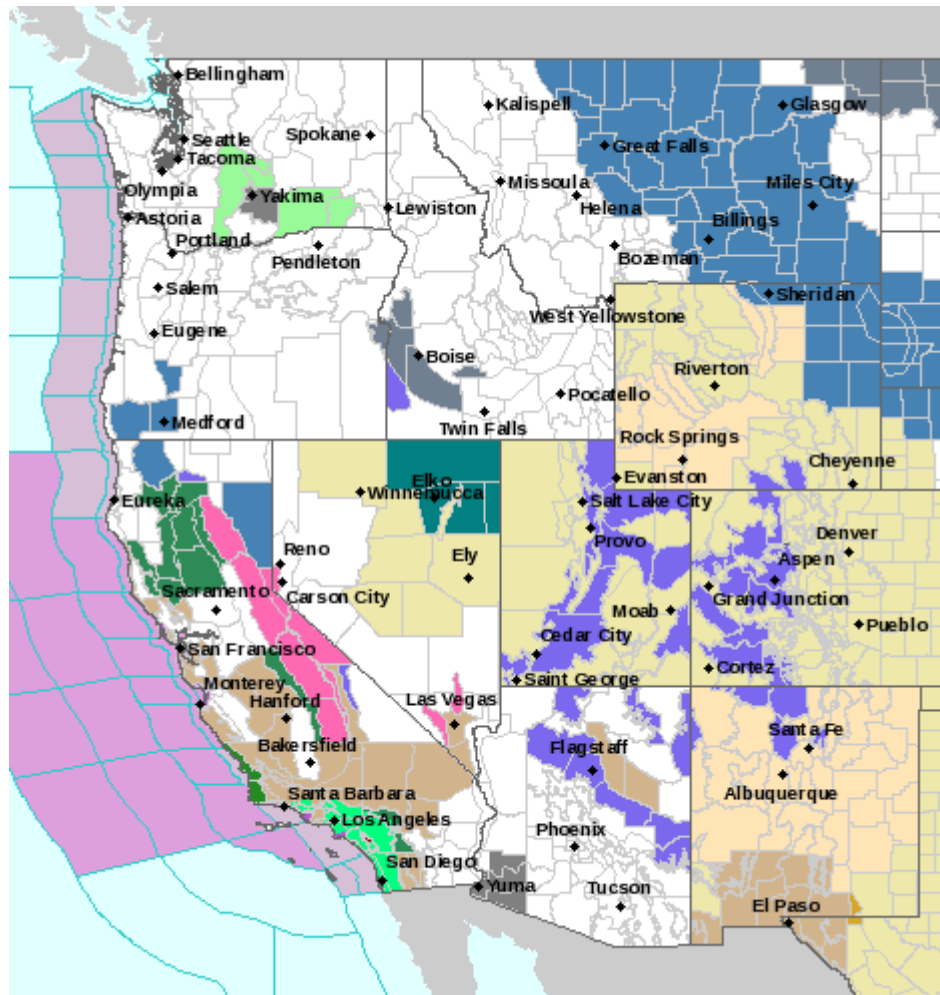 Bellingham
Kalispell
Glasgow
Spokane
Seattle
Great Falls
Tacoma
Olympia
Missoula
Miles City
Yakima
Helena
Lewiston
Astoria
Billings
Portland
Pendleton
Bozeman
Salem
Sheridan
West Yellowstone
Eugene
Boise
Riverton
Pocatello
Medford
Twin Falls
Rock Springs
Cheyenne
Elko
Evanston
Winnemucca
Eureka
Salt Lake City
Provo
Denver
Reno
Ely
Aspen
Sacramento
Carson City
Grand Junction
Moab
Pueblo
Cedar City
San Francisco
Cortez
Saint George
Monterey
Hanford
Las Vegas
Santa Fe
Bakersfield
Flagstaff
Albuquerque
Santa Barbara
Los Angeles
Phoenix
San Diego
Yuma
Tucson
El Paso